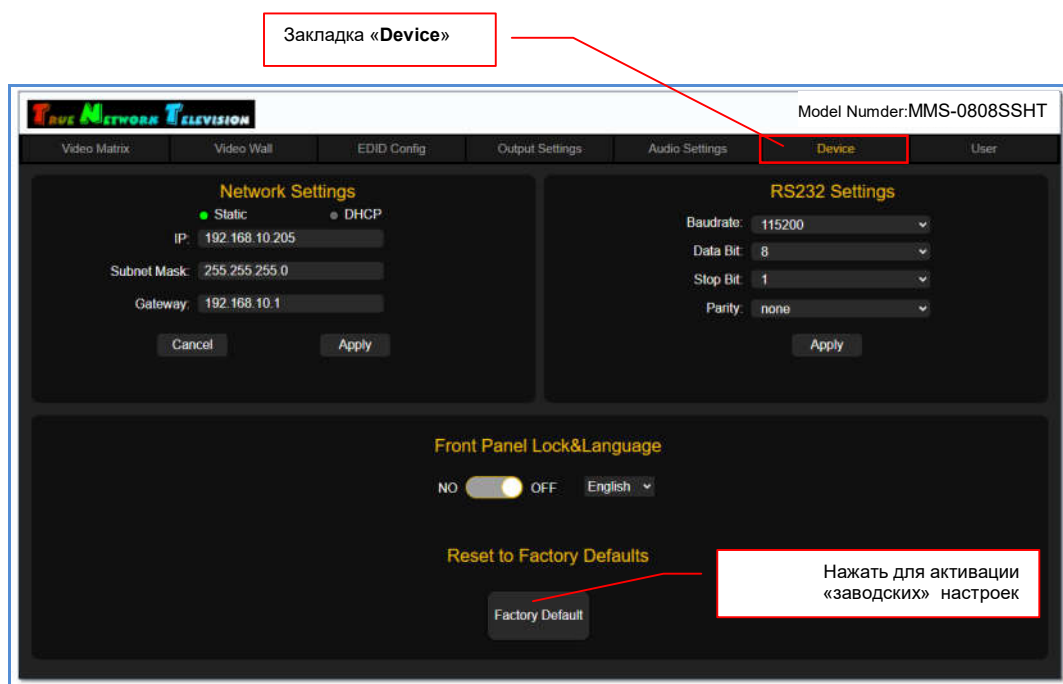 Закладка «Device»
TRUE NETWORK TELEVISION
Model Numder:MMS-0808SSHT
Video Matrix Video Wall EDID Config Output Settings Audio Settings Device User
Network Settings
Static DHCP
IP: 192.168.10.205
Subnet Mask: 255.255.255.0
Gateway: 192.168.10.1
Cancel Apply
RS232 Settings
Baudrate: 115200
Data Bit: 8
Stop Bit: 1
Parity: none
Apply
Front Panel Lock&Language
NO OFF English
Reset to Factory Defaults
Factory Default
Нажать для активации
«заводских» настроек